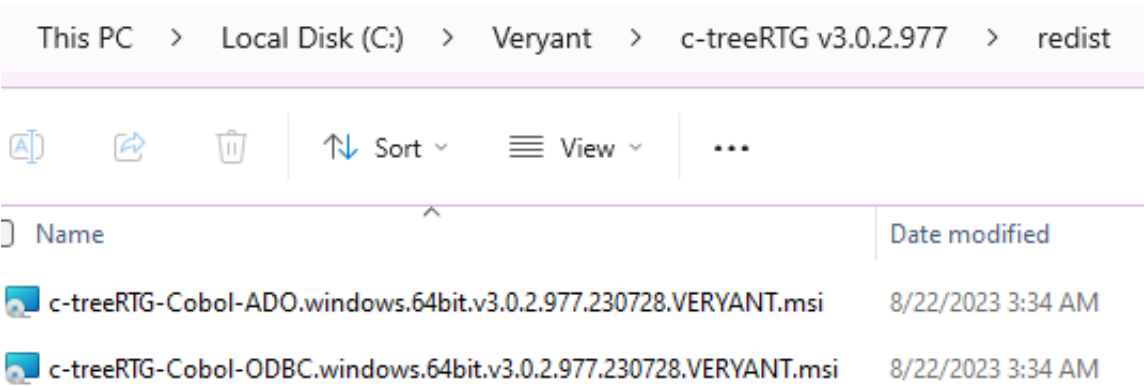 This PC > Local Disk (C:) > Veryant > c-treeRTG v3.0.2.977 > redist
A Sort View ...
Name Date modified
c-treeRTG-Cobol-ADO.windows.64bit.v3.0.2.977.230728.VERYANT.msi 8/22/2023 3:34 AM
c-treeRTG-Cobol-ODBC.windows.64bit.v3.0.2.977.230728.VERYANT.msi 8/22/2023 3:34 AM